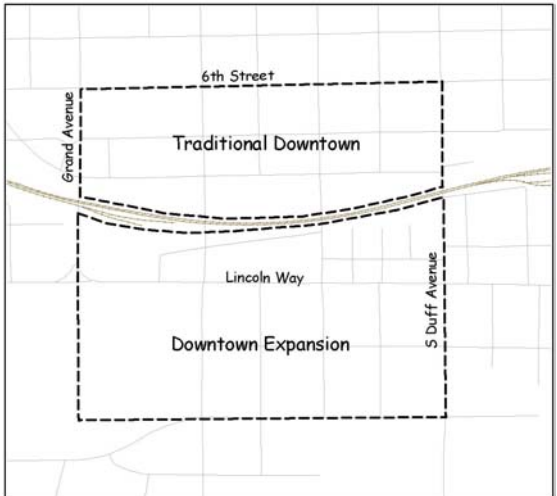 6th Street
Grand Avenue
Traditional Downtown
Lincoln Way
S Duff Avenue
Downtown Expansion